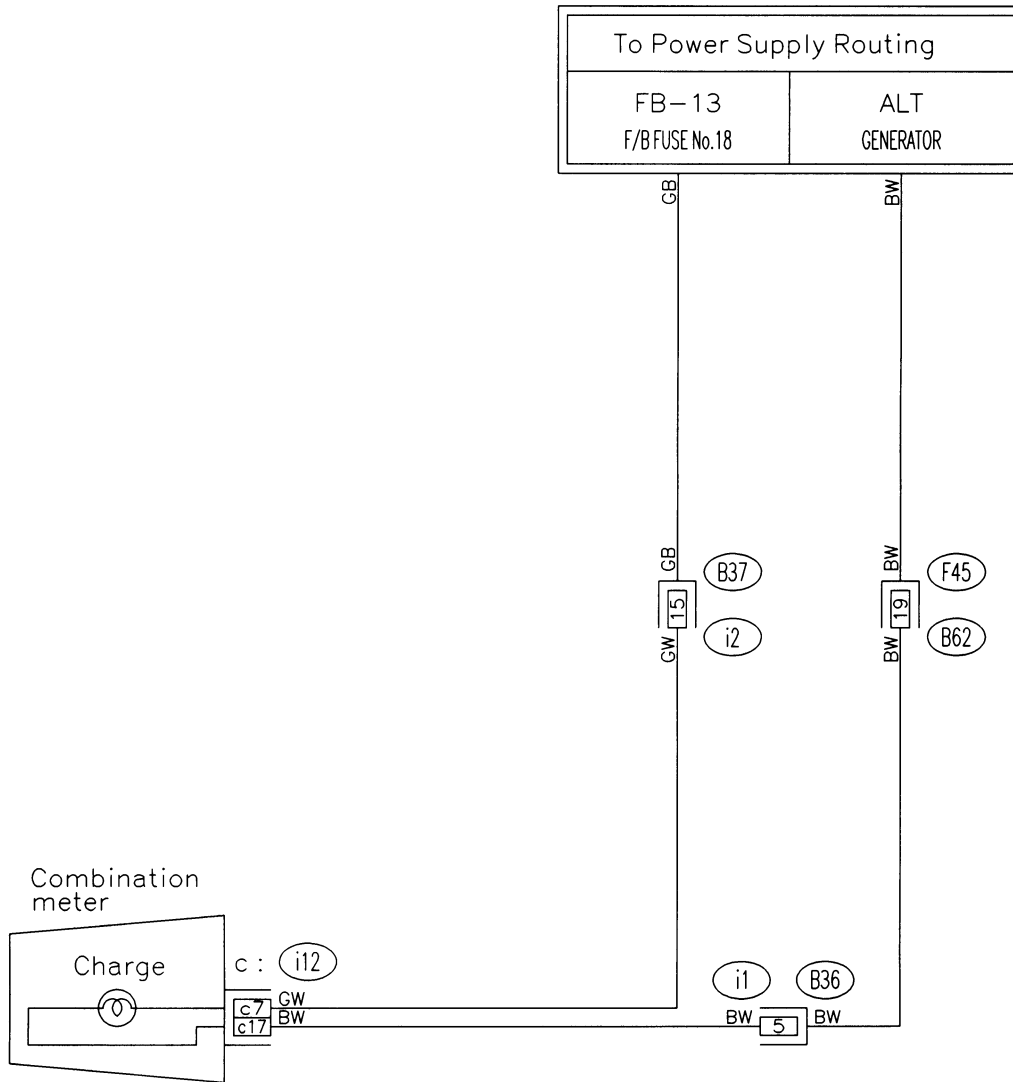 To Power Supply Routing
FB-13
F/B FUSE No.18
ALT
GENERATOR
GB
BW
GB
B37
BW
F45
15
19
GW
i2
BW
B62
Combination
meter
Charge
c :
i12
i1
B36
c7
GW
c17
BW
BW
5
BW